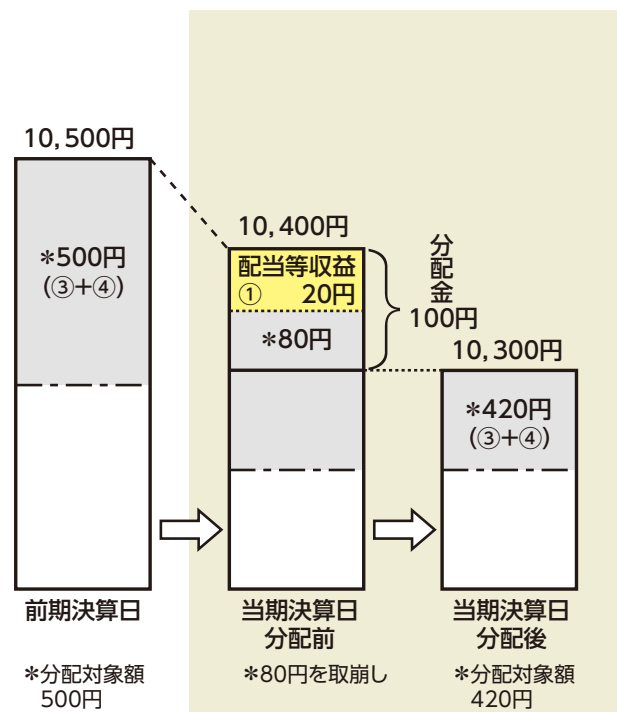 10,500円
*500円
(③+④)
10,400円
配当等収益
① 20円
*80円
分配金
100円
10,300円
*420円
(③+④)
前期決算日
当期決算日
分配前
当期決算日
分配後
*分配対象額
500円
*80円を取崩し
*分配対象額
420円